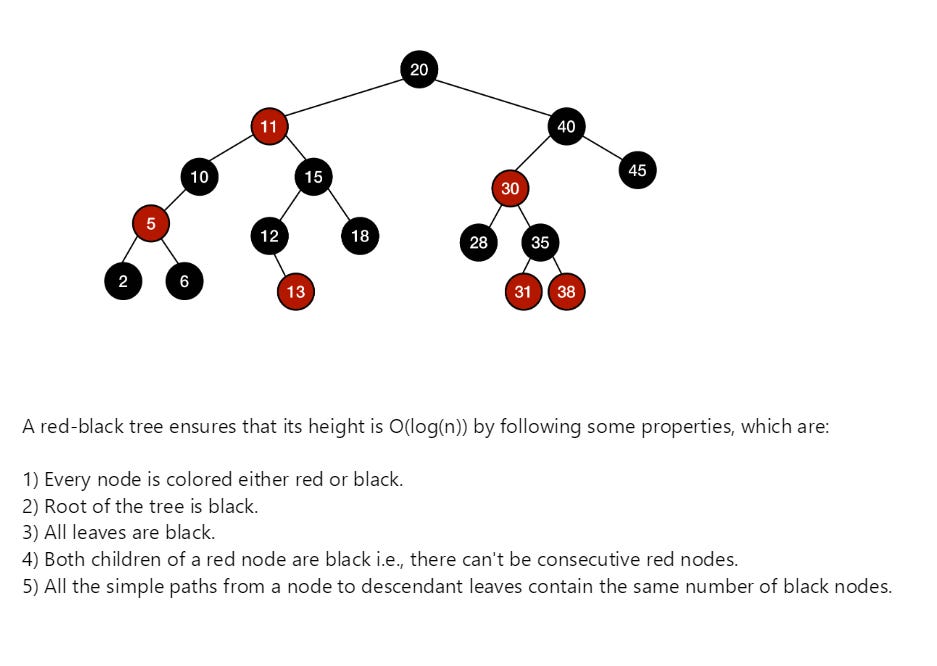 20
11
40
10
15
30
45
5
12
18
28
35
2
6
13
31
38
A red-black tree ensures that its height is O(log(n)) by following some properties, which are:
1) Every node is colored either red or black.
2) Root of the tree is black.
3) All leaves are black.
4) Both children of a red node are black i.e., there can't be consecutive red nodes.
5) All the simple paths from a node to descendant leaves contain the same number of black nodes.